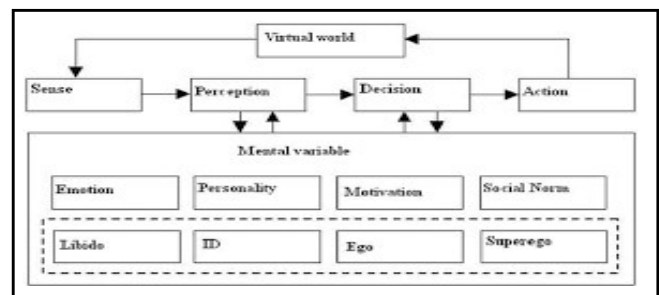 Virtual world
Sense
Perception
Decision
Action
Mental variable
Emotion
Personality
Motivation
Social Norm
Libido
ID
Ego
Superego